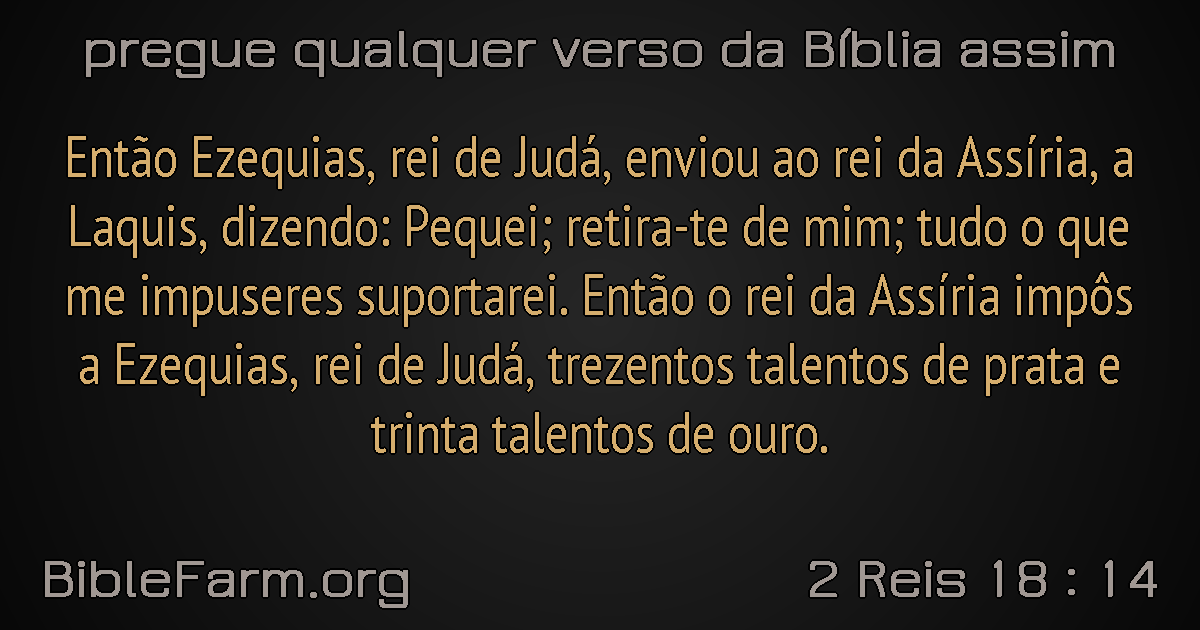 pregue qualquer verso da Bíblia assim
Então Ezequias, rei de Judá, enviou ao rei da Assíria, a
Laquis, dizendo: Pequei; retira-te de mim; tudo o que
me impuseres suportarei. Então o rei da Assíria impôs
a Ezequias, rei de Judá, trezentos talentos de prata e
trinta talentos de ouro.
BibleFarm.org
2 Reis 18 : 14